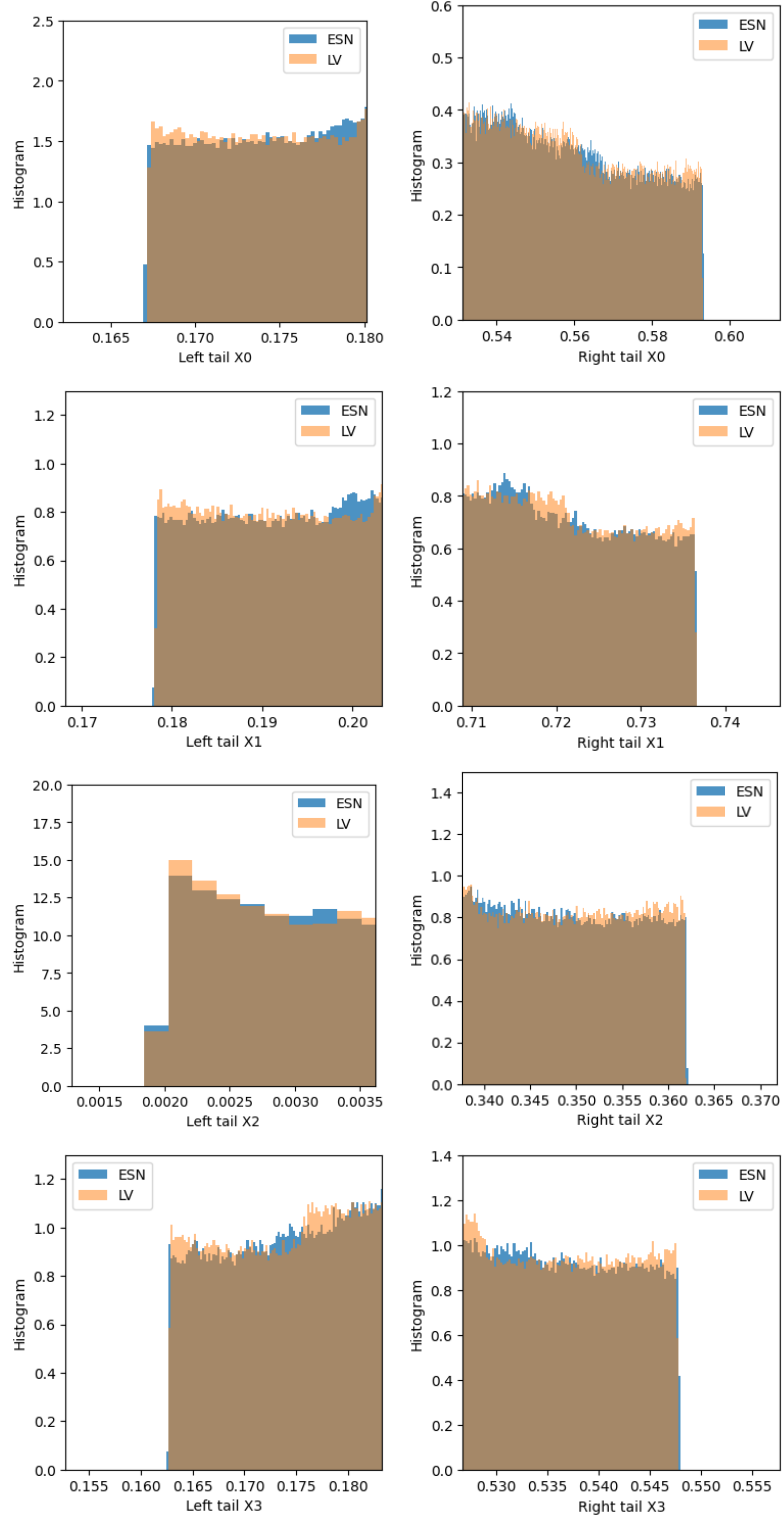 2.5
2.0
1.5
1.0
0.5
0.0
Histogram
ESN
LV
0.165 0.170 0.175 0.180
Left tail X0
0.6
0.5
0.4
0.3
0.2
0.1
0.0
Histogram
ESN
LV
0.54 0.56 0.58 0.60
Right tail X0
1.2
1.0
0.8
0.6
0.4
0.2
0.0
Histogram
ESN
LV
0.17 0.18 0.19 0.20
Left tail X1
1.2
1.0
0.8
0.6
0.4
0.2
0.0
Histogram
ESN
LV
0.71 0.72 0.73 0.74
Right tail X1
20.0
17.5
15.0
12.5
10.0
7.5
5.0
2.5
0.0
Histogram
ESN
LV
0.0015 0.0020 0.0025 0.0030 0.0035
Left tail X2
1.4
1.2
1.0
0.8
0.6
0.4
0.2
0.0
Histogram
ESN
LV
0.340 0.345 0.350 0.355 0.360 0.365 0.370
Right tail X2
1.2
1.0
0.8
0.6
0.4
0.2
0.0
Histogram
ESN
LV
0.155 0.160 0.165 0.170 0.175 0.180
Left tail X3
1.4
1.2
1.0
0.8
0.6
0.4
0.2
0.0
Histogram
ESN
LV
0.530 0.535 0.540 0.545 0.550 0.555
Right tail X3